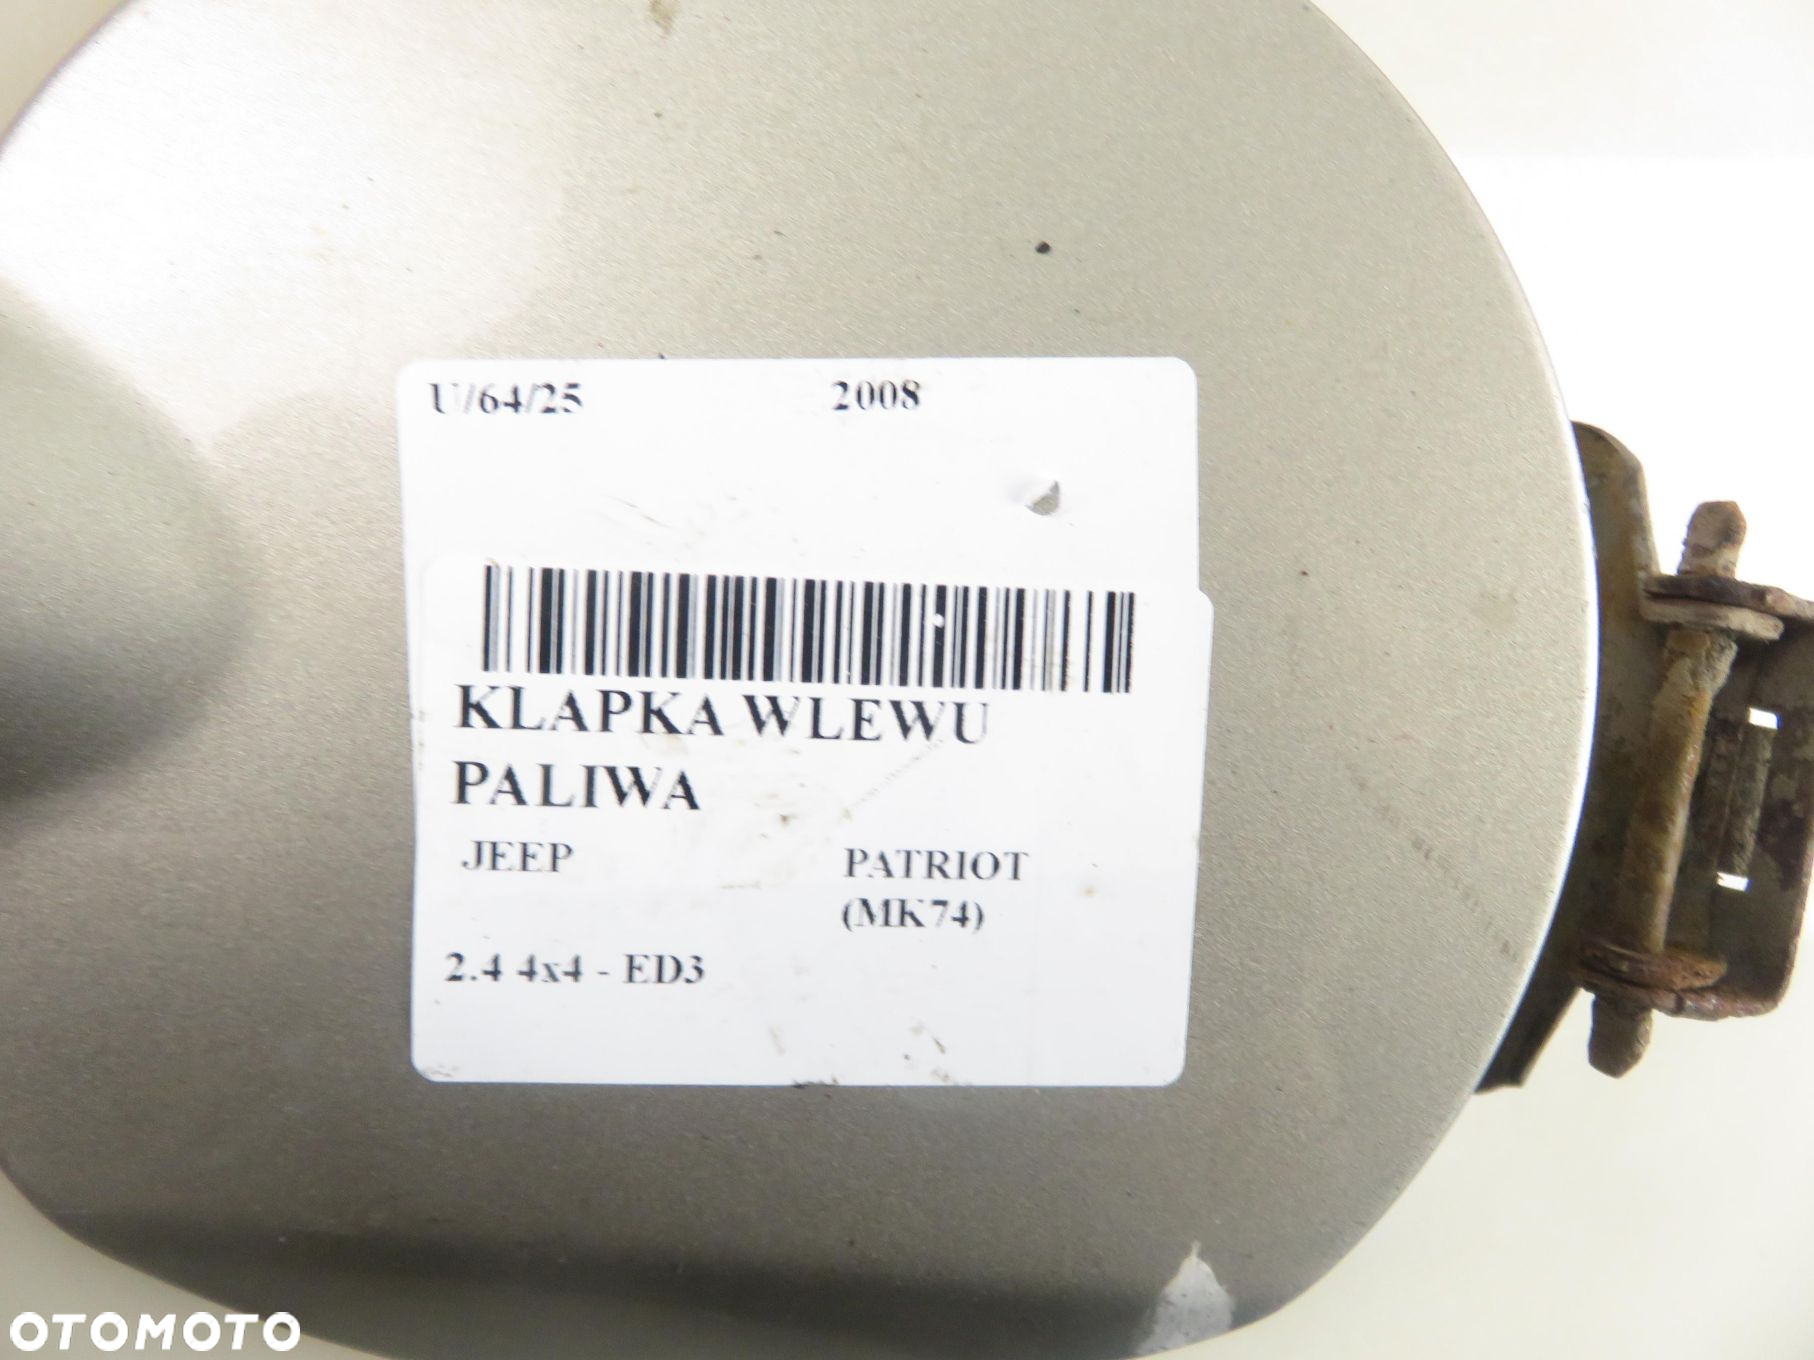 U/64/25 2008
KLAPKA WLEWU
PALIWA
JEEP PATRIOT
(MK74)
2.4 4x4 - ED3
OTOMOTO